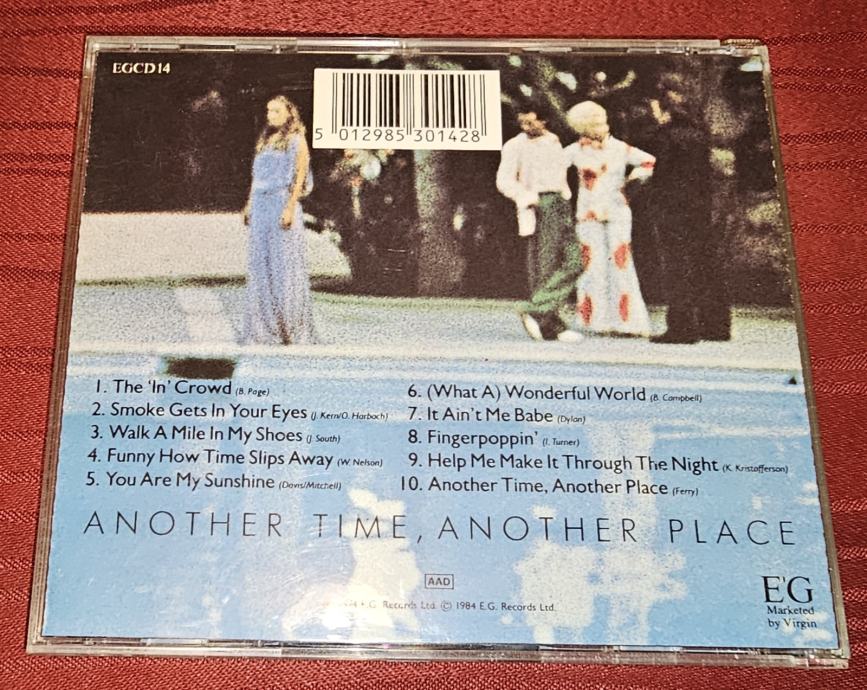 EGCD 14
5 012985 301428
1. The 'In' Crowd (B. Page)
2. Smoke Gets In Your Eyes (J. Kern/O. Harbach)
3. Walk A Mile In My Shoes (J. South)
4. Funny How Time Slips Away (W. Nelson)
5. You Are My Sunshine (Davis/Mitchell)
6. (What A) Wonderful World (B. Campbell)
7. It Ain't Me Babe (Dylan)
8. Fingerpoppin' (I. Turner)
9. Help Me Make It Through The Night (K. Kristofferson)
10. Another Time, Another Place (Ferry)
ANOTHER TIME, ANOTHER PLACE
AAD
E.G. Records Ltd. © 1984 E.G. Records Ltd.
E'G
Marketed
by Virgin